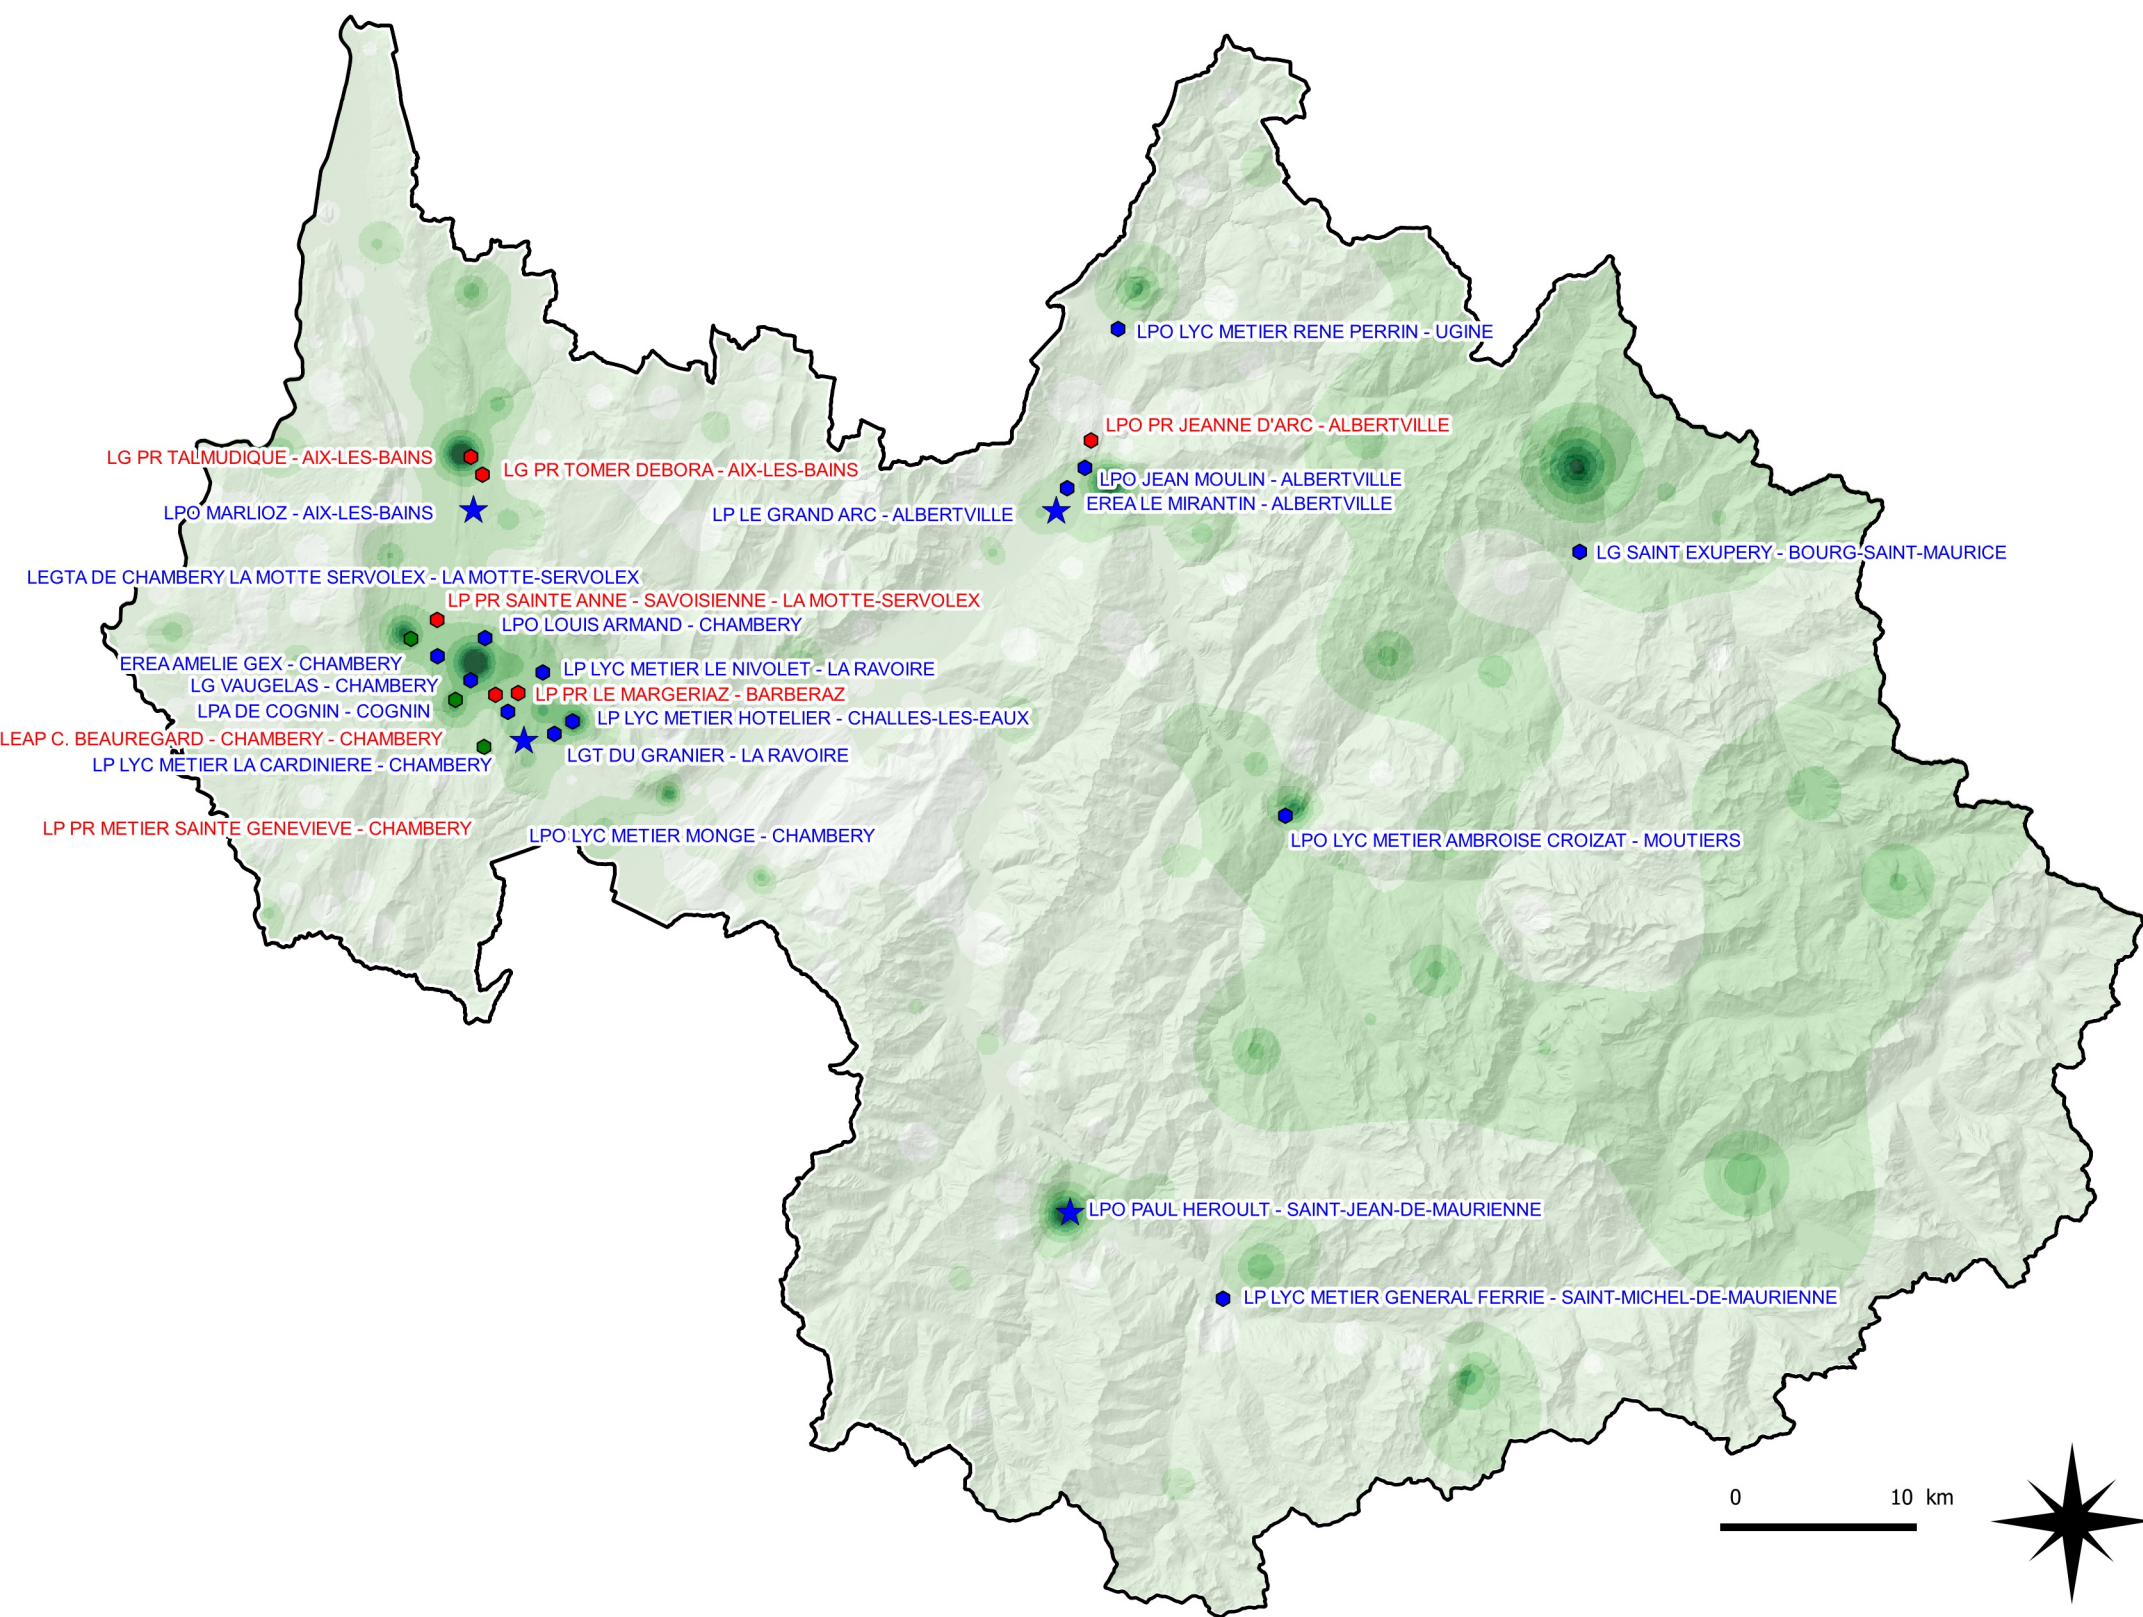 LPO LYC METIER RENE PERRIN - UGINE
LPO PR JEANNE D'ARC - ALBERTVILLE
LG PR TALMUDIQUE - AIX-LES-BAINS
LG PR TOMER DEBORA - AIX-LES-BAINS
LPO JEAN MOULIN - ALBERTVILLE
EREA LE MIRANTIN - ALBERTVILLE
LPO MARLIOZ - AIX-LES-BAINS
LP LE GRAND ARC - ALBERTVILLE
LG SAINT EXUPERY - BOURG-SAINT-MAURICE
LEGTA DE CHAMBERY LA MOTTE SERVOLEX - LA MOTTE-SERVOLEX
LP PR SAINTE ANNE - SAVOISIENNE - LA MOTTE-SERVOLEX
LPO LOUIS ARMAND - CHAMBERY
EREA AMELIE GEX - CHAMBERY
LP LYC METIER LE NIVOLET - LA RAVOIRE
LG VAUGELAS - CHAMBERY
LP PR LE MARGERIAZ - BARBERAZ
LPA DE COGNIN - COGNIN
LP LYC METIER HOTELIER - CHALLES-LES-EAUX
LEAP C. BEAUREGARD - CHAMBERY - CHAMBERY
LGT DU GRANIER - LA RAVOIRE
LP LYC METIER LA CARDINIERE - CHAMBERY
LP PR METIER SAINTE GENEVIEVE - CHAMBERY
LPO LYC METIER MONGE - CHAMBERY
LPO LYC METIER AMBROISE CROIZAT - MOUTIERS
LPO PAUL HEROULT - SAINT-JEAN-DE-MAURIENNE
LP LYC METIER GENERAL FERRIE - SAINT-MICHEL-DE-MAURIENNE
0 10 km